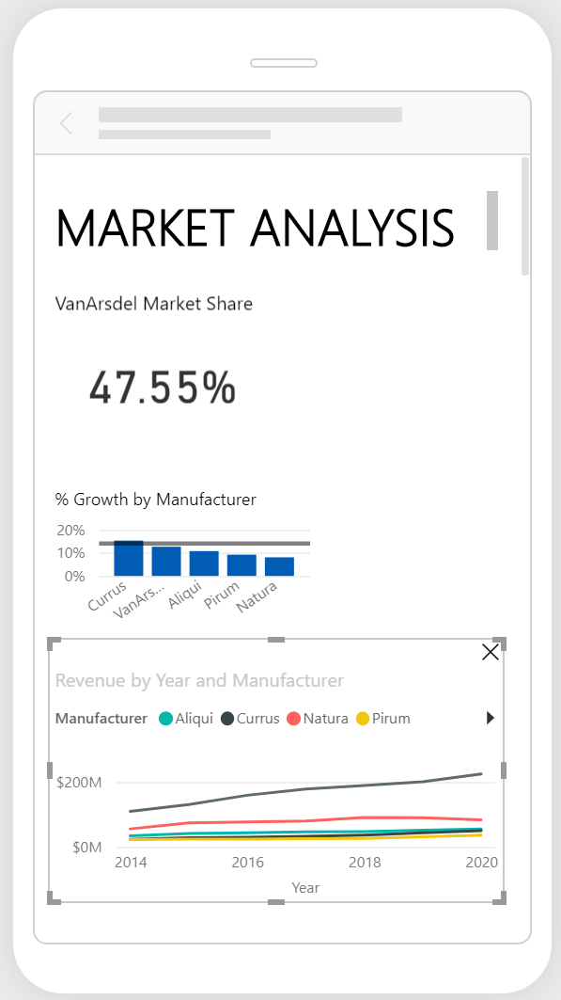 MARKET ANALYSIS
VanArsdel Market Share
47.55%
% Growth by Manufacturer
20%
10%
0%
Currus VanArs... Aliqui Pirum Natura
Revenue by Year and Manufacturer
Manufacturer Aliqui Currus Natura Pirum
$200M
$0M
2014 2016 2018 2020
Year